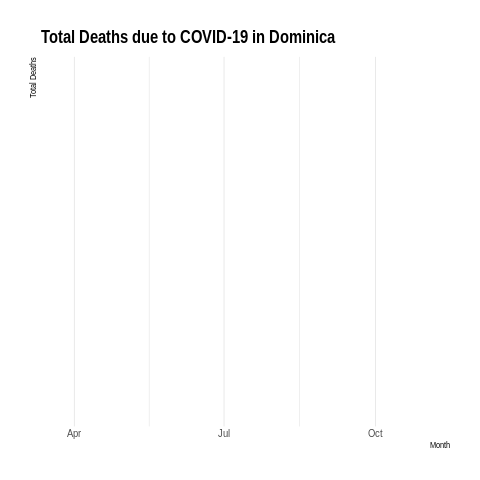 Total Deaths due to COVID-19 in Dominica
Total Deaths
Apr
Jul
Oct
Month